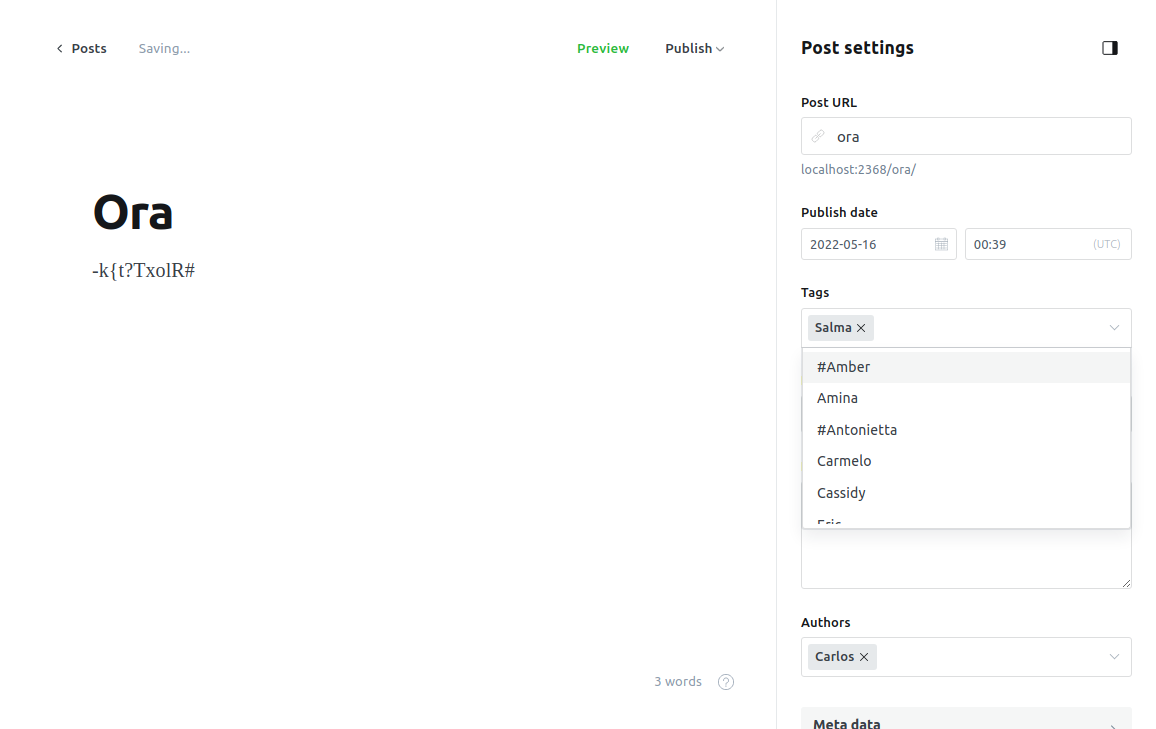 Posts Saving... Preview Publish
Ora
-k{t?TxolR#
3 words
Post settings
Post URL
ora
localhost:2368/ora/
Publish date
2022-05-16 00:39 (UTC)
Tags
Salma
#Amber
Amina
#Antonietta
Carmelo
Cassidy
Eric
Authors
Carlos
Meta data